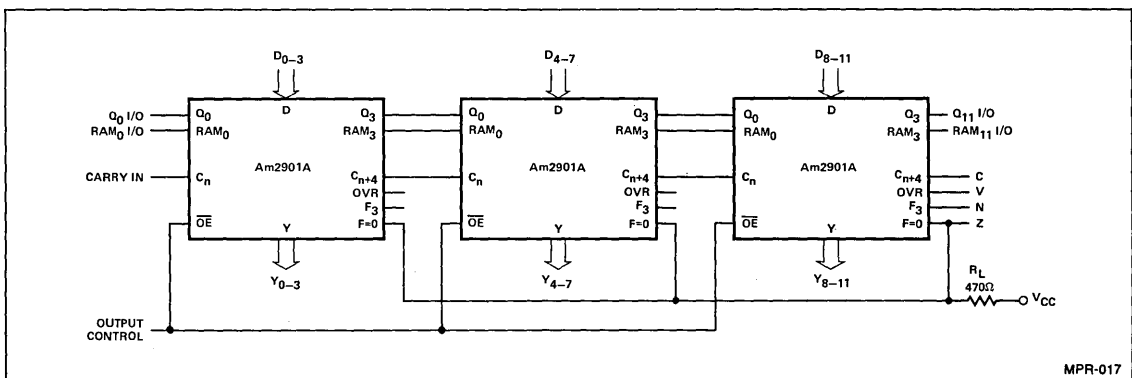 D0–3 D4–7 D8–11
Q0 I/O Q0 D Q3 Q0 D Q3 Q0 D Q3 Q11 I/O
RAM0 I/O RAM0 RAM3 RAM0 RAM3 RAM0 RAM3 RAM11 I/O
Am2901A Am2901A Am2901A
CARRY IN Cn Cn+4 Cn Cn+4 Cn Cn+4 C
OVR OVR OVR V
F3 F3 F3 N
OE F=0 OE F=0 OE F=0 Z
Y Y Y
Y0–3 Y4–7 Y8–11
RL
470Ω
VCC
OUTPUT
CONTROL
MPR-017